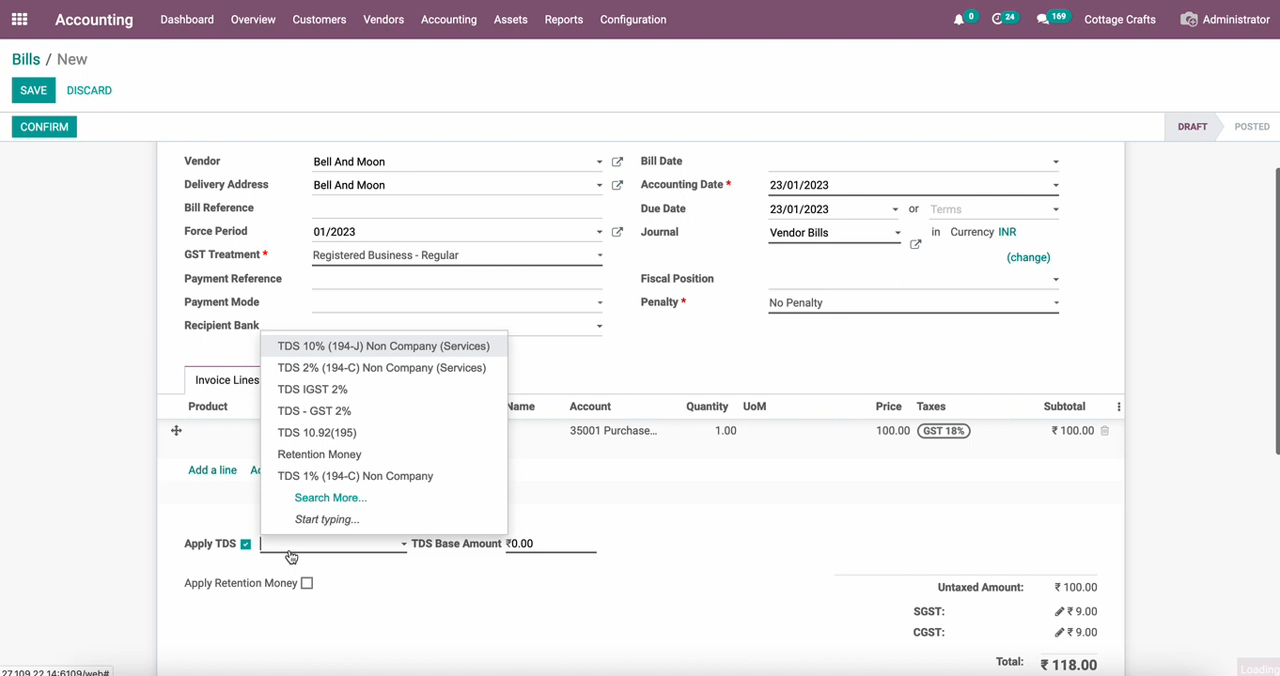 Accounting Dashboard Overview Customers Vendors Accounting Assets Reports Configuration 0 24 169 Cottage Crafts Administrator
Bills / New
SAVE DISCARD
CONFIRM DRAFT POSTED
Vendor Bell And Moon Bill Date
Delivery Address Bell And Moon Accounting Date * 23/01/2023
Bill Reference Due Date 23/01/2023 or Terms
Force Period 01/2023 Journal Vendor Bills in Currency INR
GST Treatment * Registered Business - Regular (change)
Payment Reference Fiscal Position
Payment Mode Penalty * No Penalty
Recipient Bank
TDS 10% (194-J) Non Company (Services)
TDS 2% (194-C) Non Company (Services)
TDS IGST 2%
TDS - GST 2%
TDS 10.92(195)
Retention Money
TDS 1% (194-C) Non Company
Search More...
Start typing...
Invoice Lines
Product Name Account Quantity UoM Price Taxes Subtotal
35001 Purchase... 1.00 100.00 GST 18% ₹ 100.00
Add a line
Apply TDS TDS Base Amount ₹0.00
Apply Retention Money
Untaxed Amount: ₹ 100.00
SGST: ₹ 9.00
CGST: ₹ 9.00
Total: ₹ 118.00
27.109.22.14:6109/web#
Loading